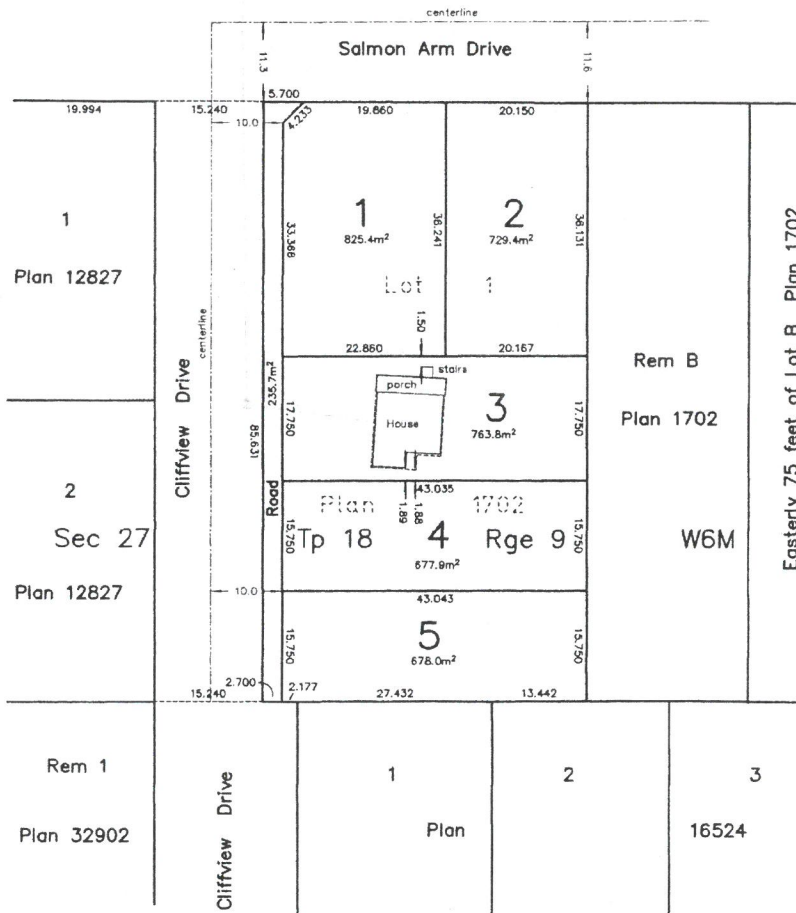 centerline
Salmon Arm Drive
11.3
11.6
5.700
19.994
15.240
19.860
20.150
10.0
4.233
1
Plan 12827
1
825.4m²
2
729.4m²
33.368
36.241
36.131
Lot 1
centerline
Cliffview Drive
1.50
22.860
20.167
stairs
porch
House
235.7m²
17.750
3
763.8m²
17.750
85.631
Rem B
Plan 1702
Easterly 75 feet of Lot B Plan 1702
2
Sec 27
Plan 12827
Road
43.035
Plan 1702
1.89
1.88
Tp 18
4
Rge 9
W6M
677.9m²
15.750
15.750
10.0
43.043
5
678.0m²
15.750
15.750
2.700
15.240
2.177
27.432
13.442
Rem 1
Plan 32902
Cliffview Drive
1
2
3
Plan
16524